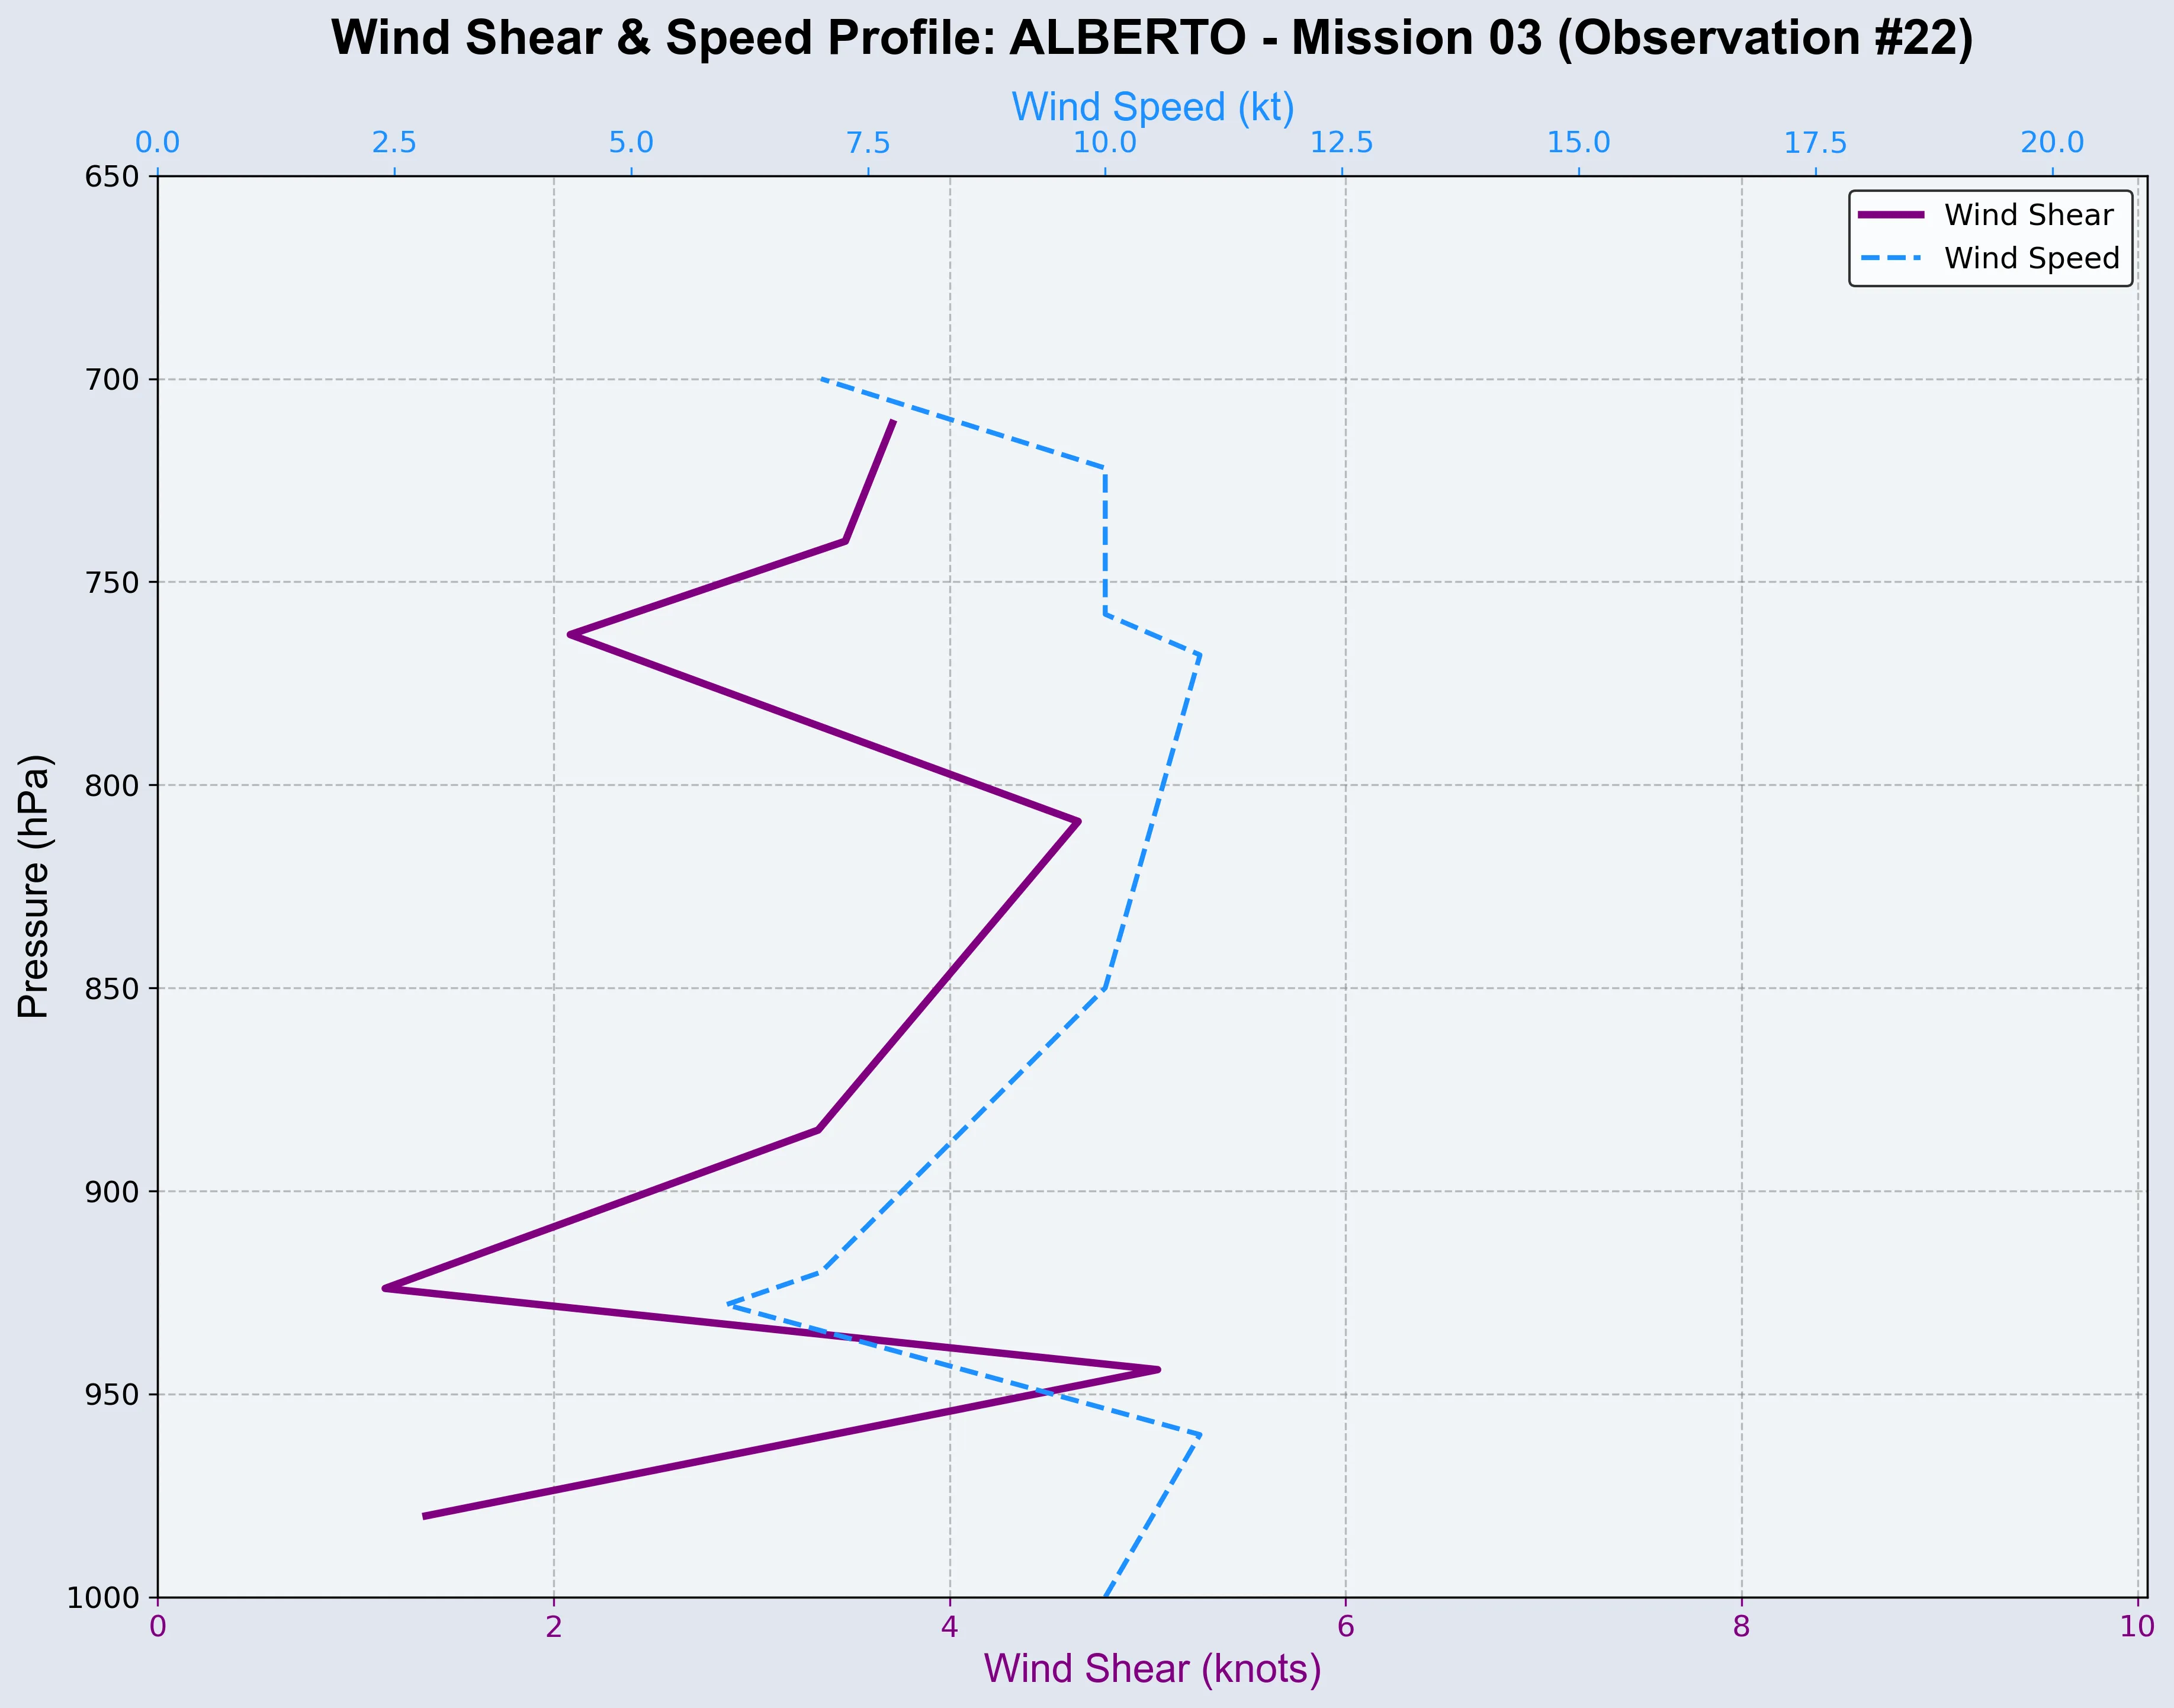 Wind Shear & Speed Profile: ALBERTO - Mission 03 (Observation #22)
Wind Speed (kt)
0.0 2.5 5.0 7.5 10.0 12.5 15.0 17.5 20.0
Wind Shear
Wind Speed
Pressure (hPa)
650
700
750
800
850
900
950
1000
0 2 4 6 8 10
Wind Shear (knots)